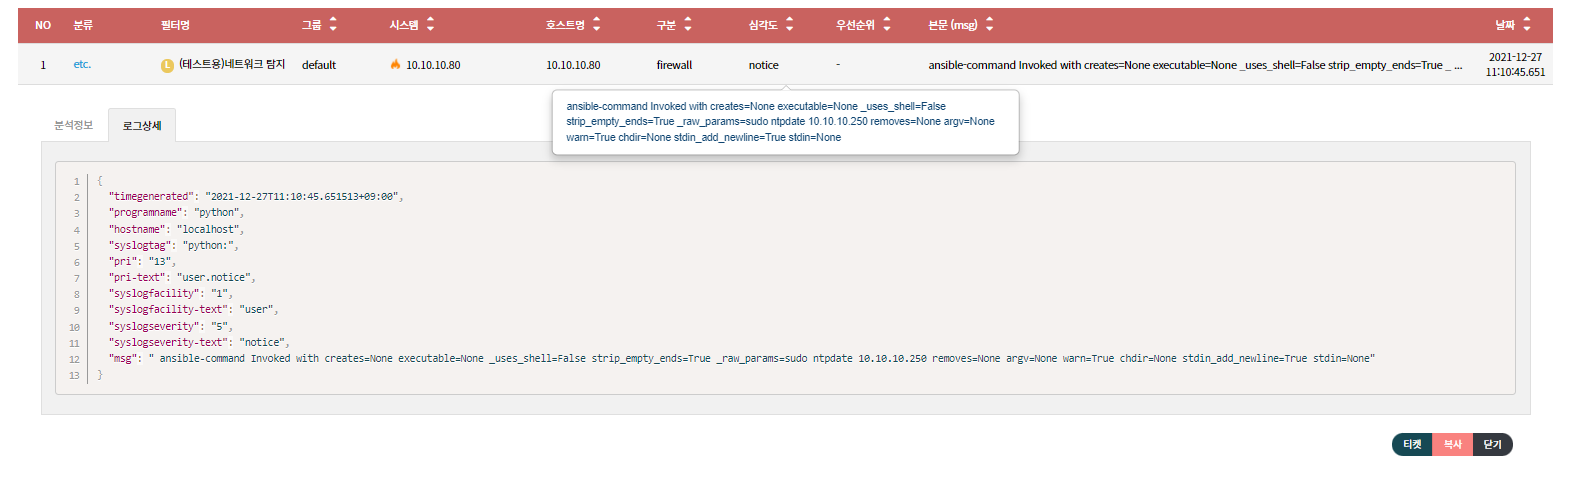 NO 분류 필터명 그룹 시스템 호스트명 구분 심각도 우선순위 본문 (msg) 날짜
1 etc. L (테스트용)네트워크 탐지 default 10.10.10.80 10.10.10.80 firewall notice - ansible-command Invoked with creates=None executable=None _uses_shell=False strip_empty_ends=True _ ... 2021-12-27
11:10:45.651
ansible-command Invoked with creates=None executable=None _uses_shell=False
strip_empty_ends=True _raw_params=sudo ntpdate 10.10.10.250 removes=None argv=None
warn=True chdir=None stdin_add_newline=True stdin=None
분석정보 로그상세
1 {
2 "timegenerated": "2021-12-27T11:10:45.651513+09:00",
3 "programname": "python",
4 "hostname": "localhost",
5 "syslogtag": "python:",
6 "pri": "13",
7 "pri-text": "user.notice",
8 "syslogfacility": "1",
9 "syslogfacility-text": "user",
10 "syslogseverity": "5",
11 "syslogseverity-text": "notice",
12 "msg": " ansible-command Invoked with creates=None executable=None _uses_shell=False strip_empty_ends=True _raw_params=sudo ntpdate 10.10.10.250 removes=None argv=None warn=True chdir=None stdin_add_newline=True stdin=None"
13 }
티켓 복사 닫기